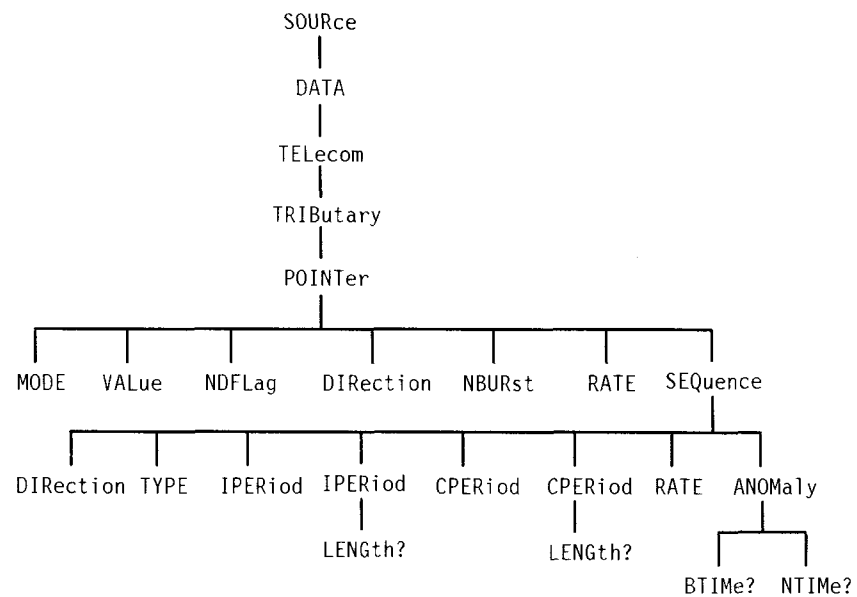 SOURce
DATA
TELecom
TRIButary
POINTer
MODE VALue NDFLag DIRection NBURst RATE SEQuence
DIRection TYPE IPERiod IPERiod CPERiod CPERiod RATE ANOMaly
LENGth? LENGth?
BTIMe? NTIMe?